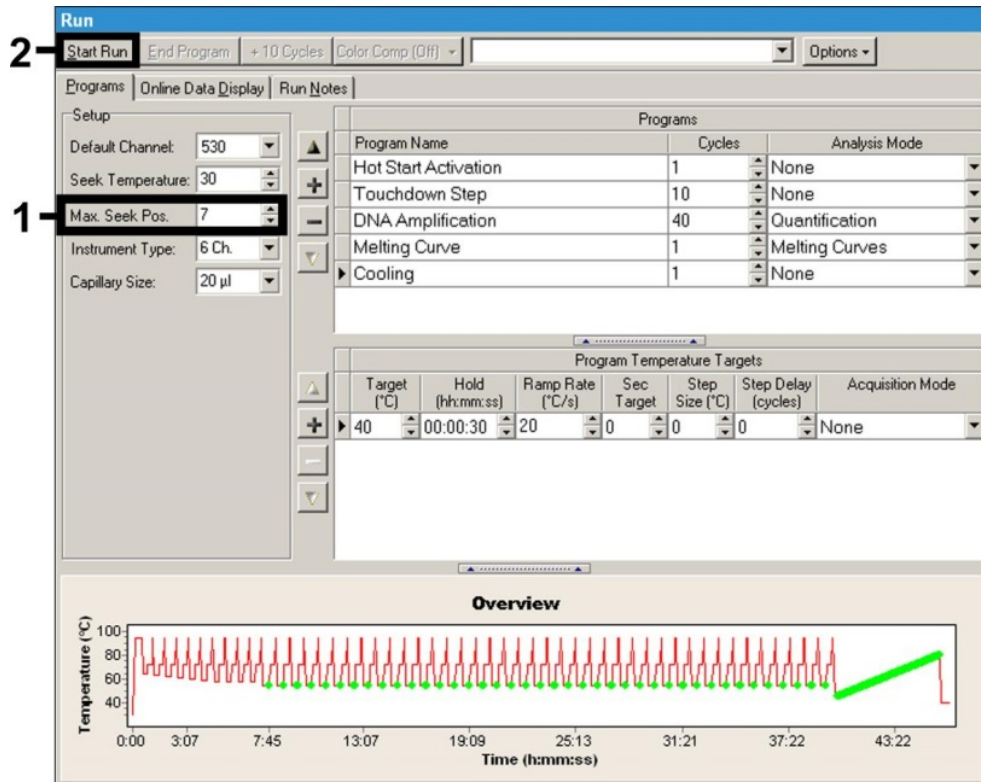 Run
2
Start Run End Program + 10 Cycles Color Comp (Off) Options
Programs Online Data Display Run Notes
Setup
Default Channel: 530
Seek Temperature: 30
1
Max. Seek Pos. 7
Instrument Type: 6 Ch.
Capillary Size: 20 µl
Programs
Program Name Cycles Analysis Mode
Hot Start Activation 1 None
Touchdown Step 10 None
DNA Amplification 40 Quantification
Melting Curve 1 Melting Curves
Cooling 1 None
Program Temperature Targets
Target (°C) Hold (hh:mm:ss) Ramp Rate (°C/s) Sec Target Step Size (°C) Step Delay (cycles) Acquisition Mode
40 00:00:30 20 0 0 0 None
Overview
Temperature (°C)
100
80
60
40
0:00 3:07 7:45 13:07 19:09 25:13 31:21 37:22 43:22
Time (h:mm:ss)